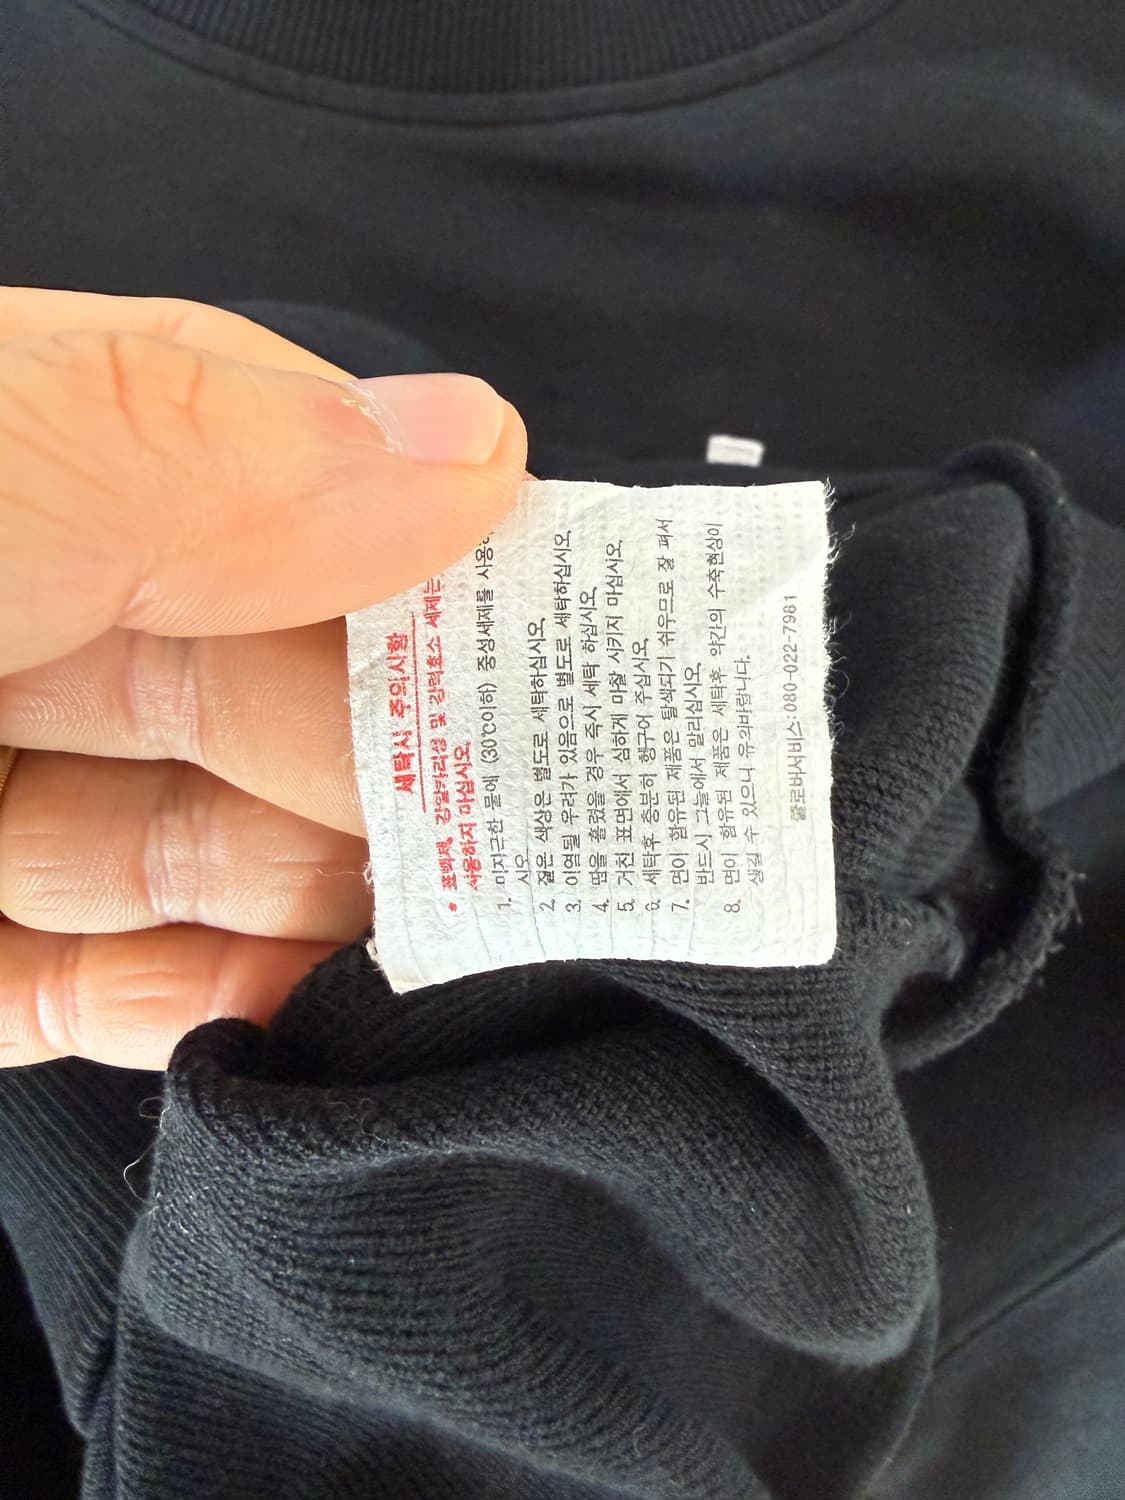 세탁시 주의사항
* 표백제, 강알카리성 및 강력효소 세제는
사용하지 마십시오.
1. 미지근한 물에 (30℃이하) 중성세제를 사용하
시오.
2. 짙은 색상은 별도로 세탁하십시오.
3. 이염될 우려가 있음으로 별도로 세탁하십시오.
4. 땀을 흘렸을 경우 즉시 세탁 하십시오.
5. 거친 표면에서 심하게 마찰 시키지 마십시오.
6. 세탁후 충분히 헹구어 주십시오.
7. 면이 함유된 제품은 탈색되기 쉬우므로 잘 펴서
반드시 그늘에서 말리십시오.
8. 면이 함유된 제품은 세탁후 약간의 수축현상이
생길 수 있으니 유의바랍니다.
글로바서비스:080-022-7981